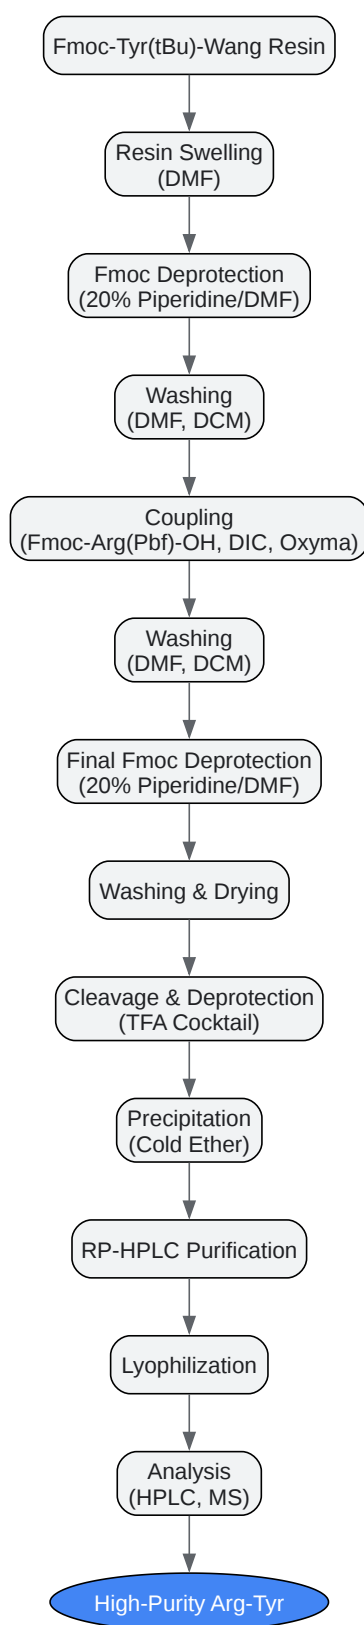 Fmoc-Tyr(tBu)-Wang Resin
Resin Swelling
(DMF)
Fmoc Deprotection
(20% Piperidine/DMF)
Washing
(DMF, DCM)
Coupling
(Fmoc-Arg(Pbf)-OH, DIC, Oxyma)
Washing
(DMF, DCM)
Final Fmoc Deprotection
(20% Piperidine/DMF)
Washing & Drying
Cleavage & Deprotection
(TFA Cocktail)
Precipitation
(Cold Ether)
RP-HPLC Purification
Lyophilization
Analysis
(HPLC, MS)
High-Purity Arg-Tyr